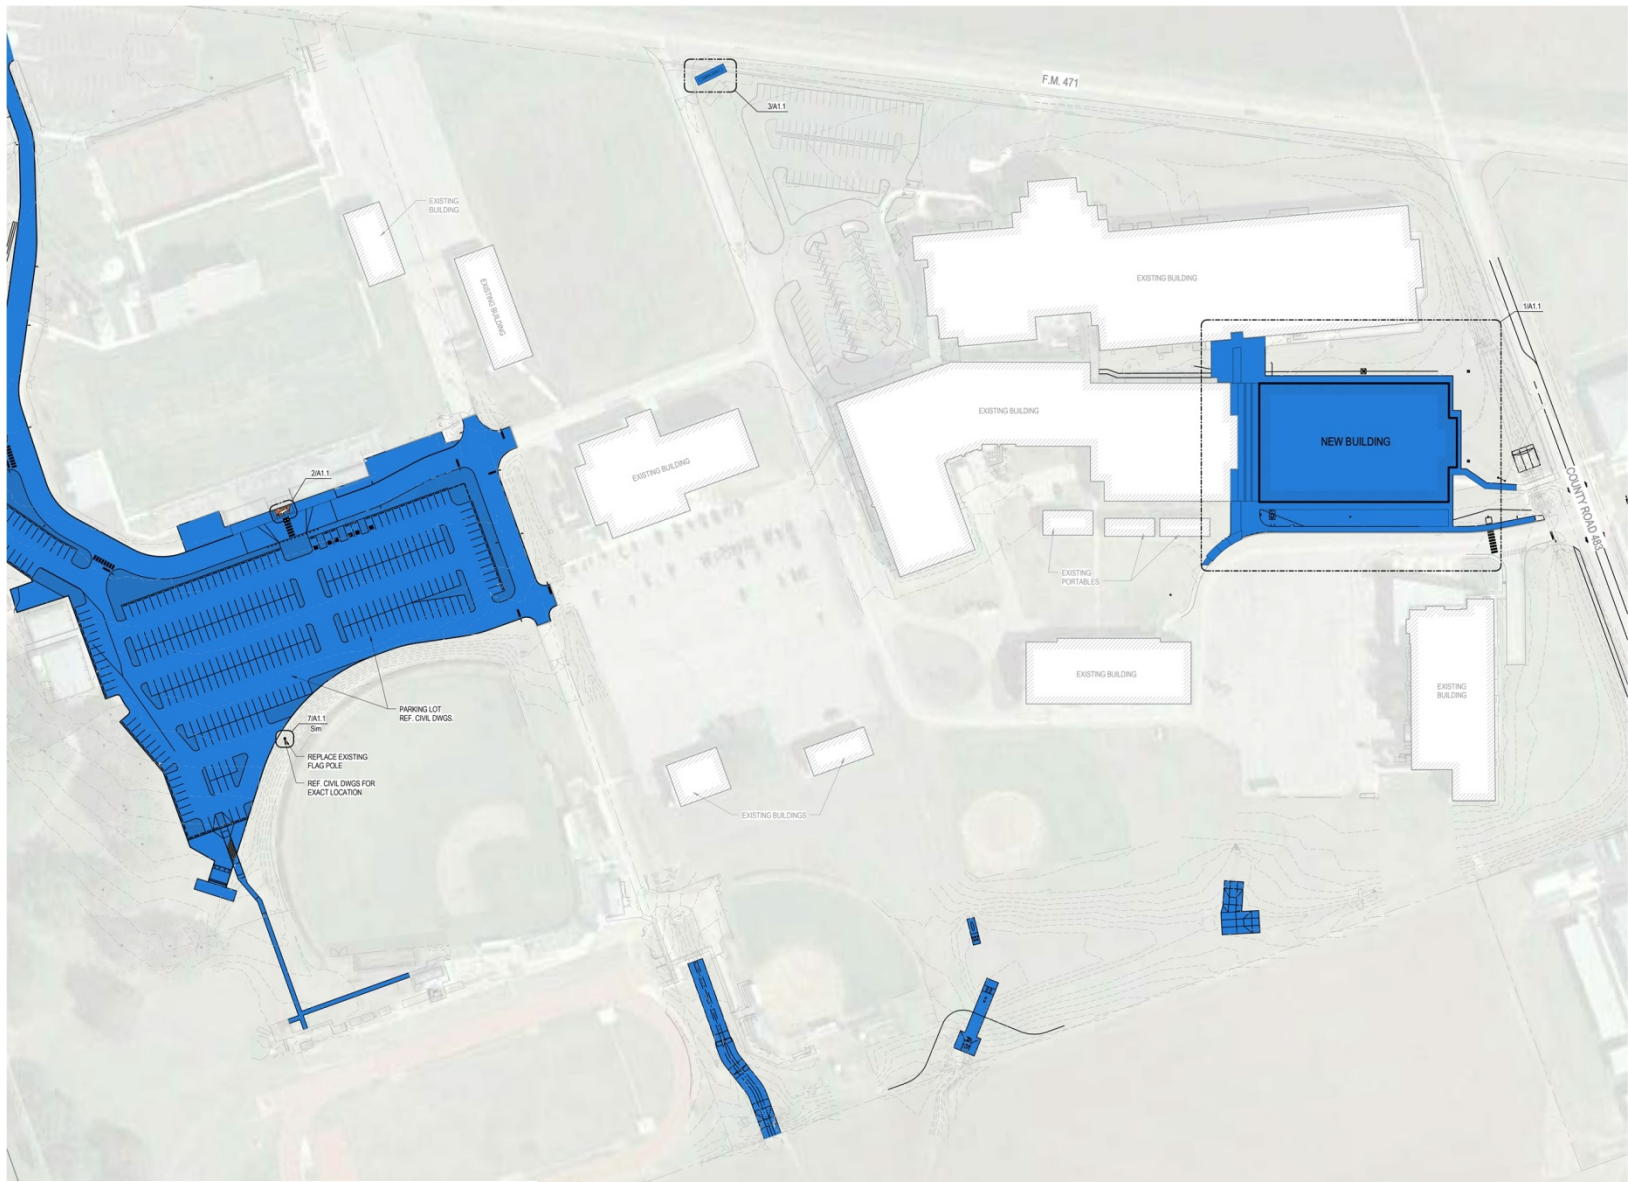 F.M. 471
3/A1.1
EXISTING
BUILDING
EXISTING BUILDING
EXISTING BUILDING
1/A1.1
EXISTING BUILDING
NEW BUILDING
EXISTING BUILDING
2/A1.1
COUNTY ROAD 483
EXISTING
PORTABLES
EXISTING BUILDING
EXISTING
BUILDING
PARKING LOT
REF. CIVIL DWGS.
7/A1.1
Sim
REPLACE EXISTING
FLAG POLE
REF. CIVIL DWGS FOR
EXACT LOCATION
EXISTING BUILDINGS